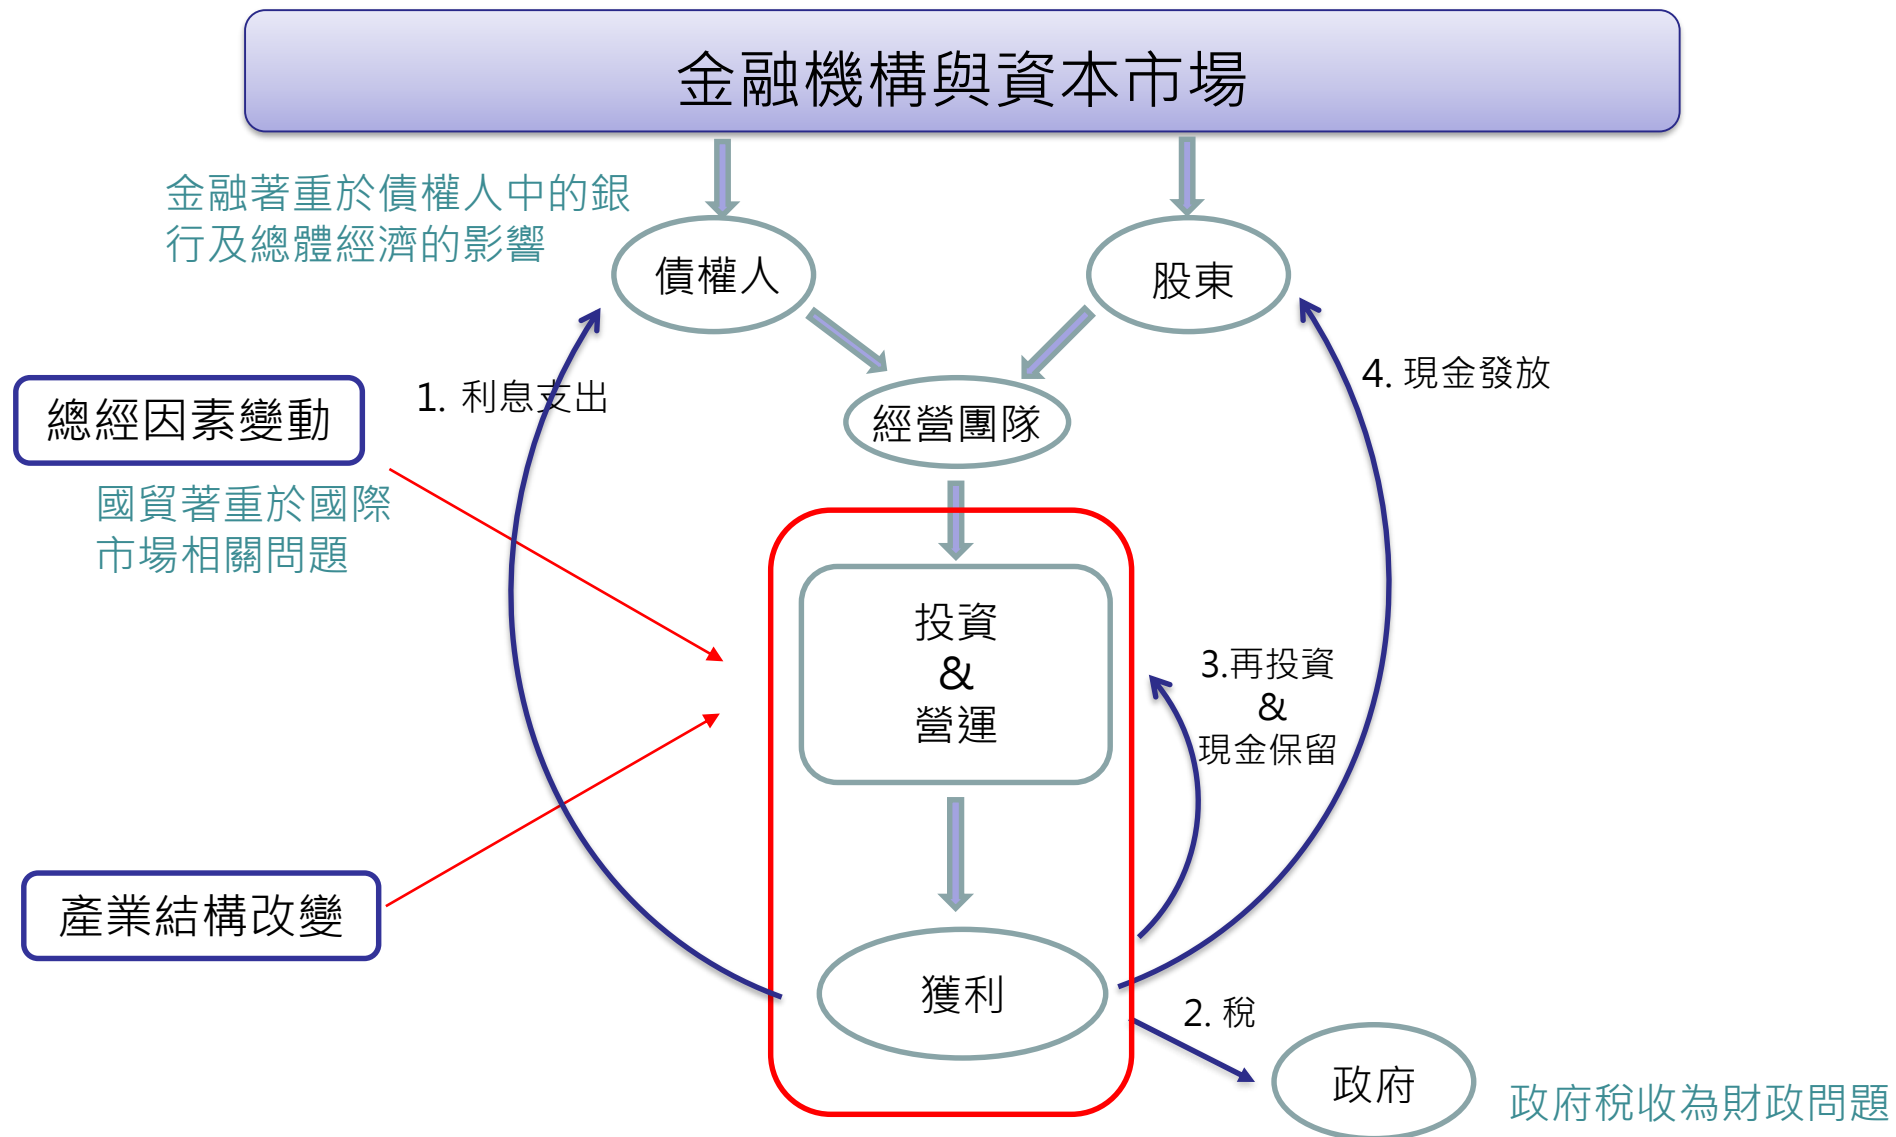 金融機構與資本市場
金融著重於債權人中的銀
行及總體經濟的影響
債權人
股東
4. 現金發放
1. 利息支出
總經因素變動
經營團隊
國貿著重於國際
市場相關問題
投資
&
營運
3.再投資
&
現金保留
產業結構改變
獲利
2. 稅
政府
政府稅收為財政問題